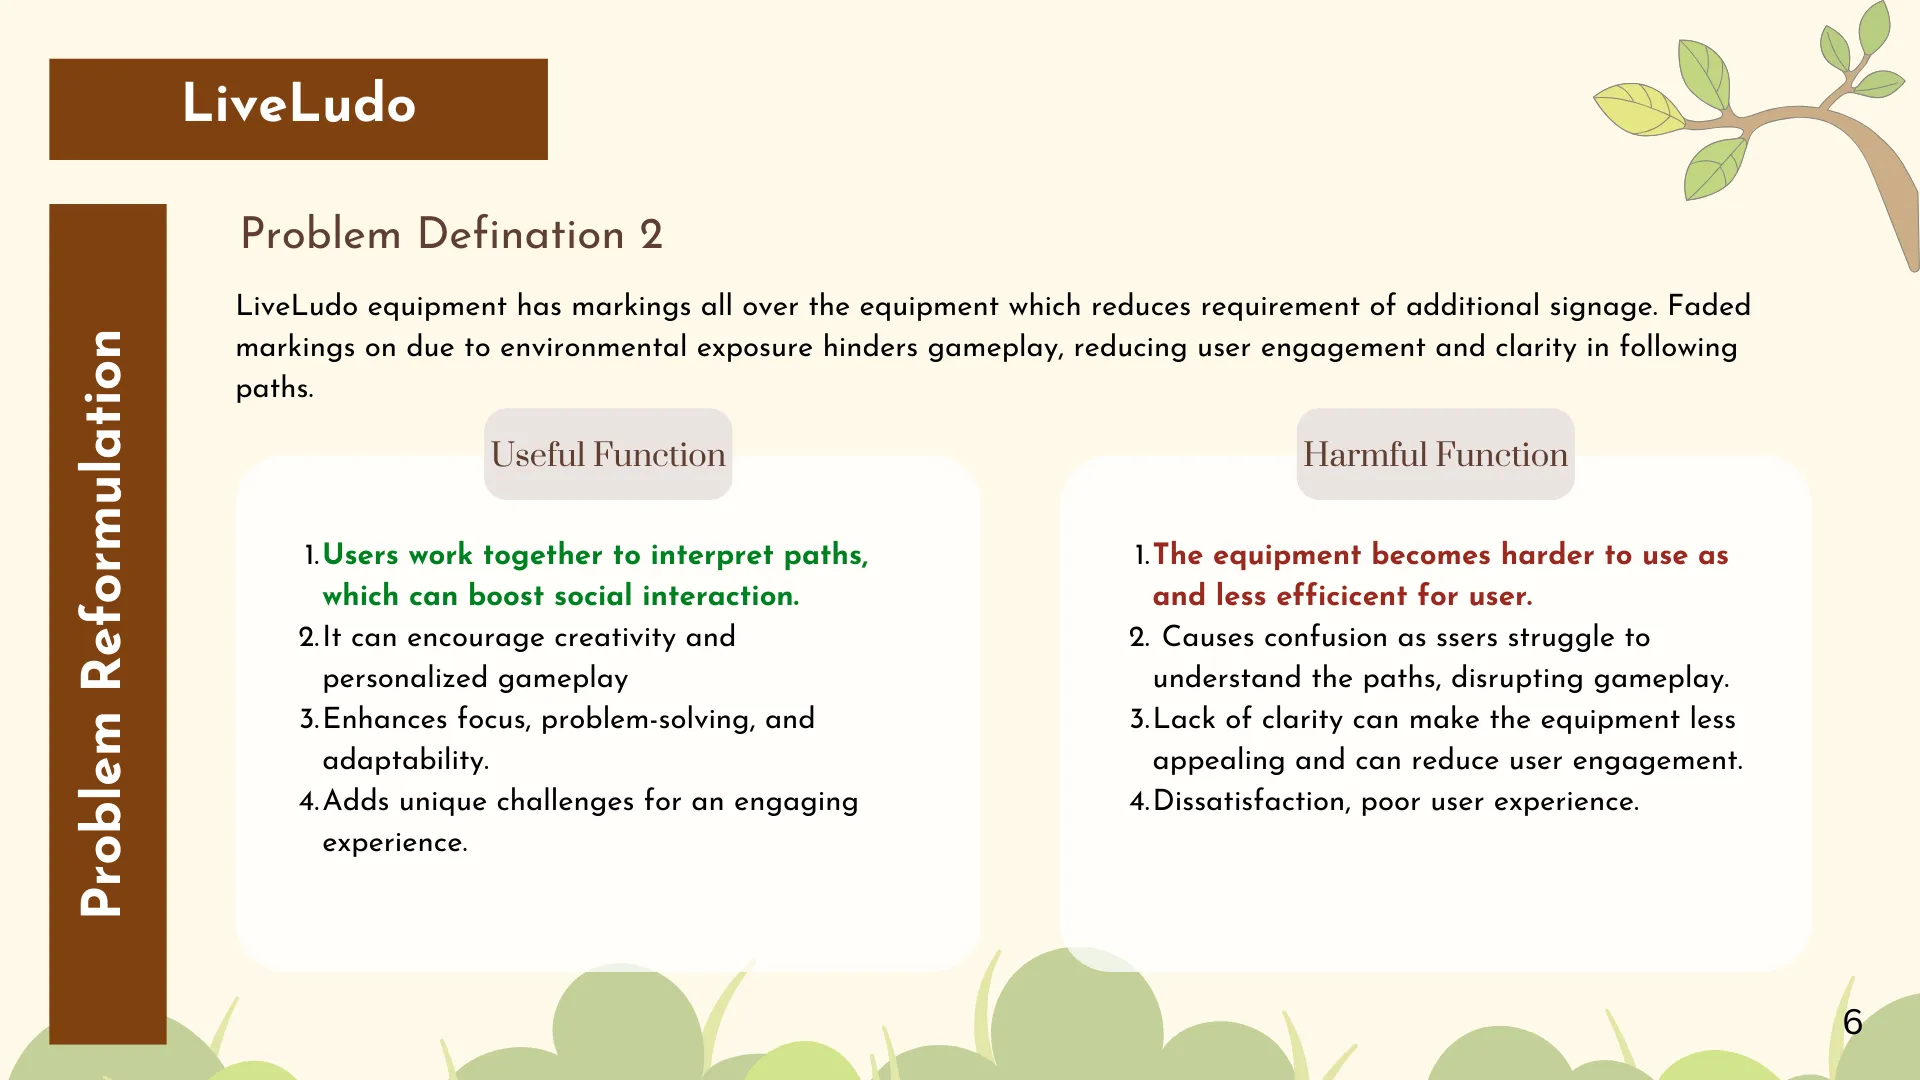 LiveLudo
Problem Reformulation
Problem Defination 2
LiveLudo equipment has markings all over the equipment which reduces requirement of additional signage. Faded
markings on due to environmental exposure hinders gameplay, reducing user engagement and clarity in following
paths.
Useful Function
1. Users work together to interpret paths,
which can boost social interaction.
2. It can encourage creativity and
personalized gameplay
3. Enhances focus, problem-solving, and
adaptability.
4. Adds unique challenges for an engaging
experience.
Harmful Function
1. The equipment becomes harder to use as
and less efficicent for user.
2. Causes confusion as ssers struggle to
understand the paths, disrupting gameplay.
3. Lack of clarity can make the equipment less
appealing and can reduce user engagement.
4. Dissatisfaction, poor user experience.
6